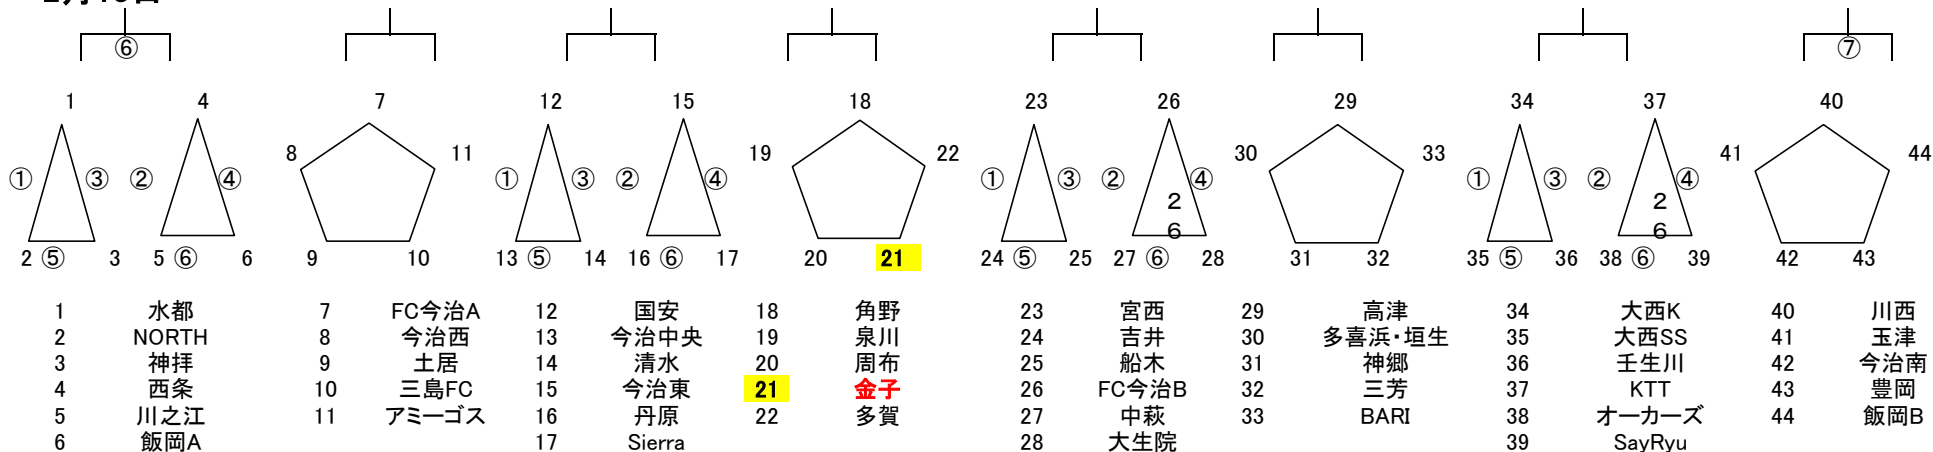 ⑥ ⑦
1 4 7 12 15 18 23 26 29 34 37 40
8 11 19 22 30 33 41 44
① ③ ② ④ ① ③ ② ④ ① ③ ② ④ ① ③ ② ④
2 2
6 6
2 ⑤ 3 5 ⑥ 6 9 10 13 ⑤ 14 16 ⑥ 17 20 21 24 ⑤ 25 27 ⑥ 28 31 32 35 ⑤ 36 38 ⑥ 39 42 43
1 水都 7 FC今治A 12 国安 18 角野 23 宮西 29 高津 34 大西K 40 川西
2 NORTH 8 今治西 13 今治中央 19 泉川 24 吉井 30 多喜浜・垣生 35 大西SS 41 玉津
3 神拝 9 土居 14 清水 20 周布 25 船木 31 神郷 36 壬生川 42 今治南
4 西条 10 三島FC 15 今治東 21 金子 26 FC今治B 32 三芳 37 KTT 43 豊岡
5 川之江 11 アミーゴス 16 丹原 22 多賀 27 中萩 33 BARI 38 オーカーズ 44 飯岡B
6 飯岡A 17 Sierra 28 大生院 39 SayRyu